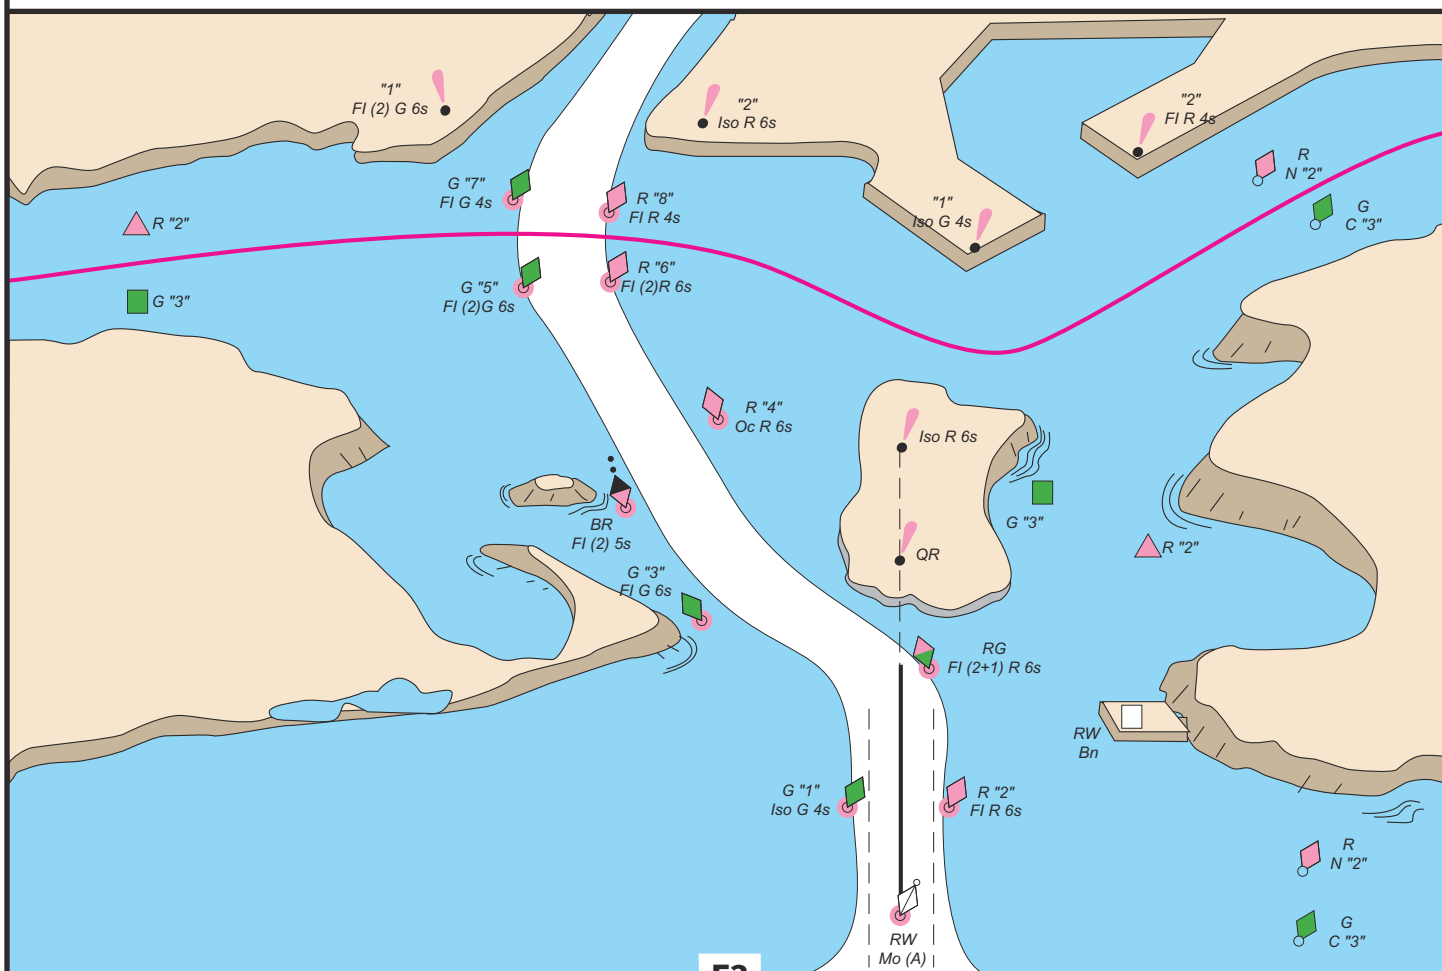 "1"
Fl (2) G 6s
"2"
Iso R 6s
"2"
Fl R 4s
R
N "2"
G
C "3"
G "7"
Fl G 4s
R "8"
Fl R 4s
"1"
Iso G 4s
R "2"
G "3"
G "5"
Fl (2)G 6s
R "6"
Fl (2)R 6s
R "4"
Oc R 6s
Iso R 6s
BR
Fl (2) 5s
G "3"
QR
R "2"
G "3"
Fl G 6s
RG
Fl (2+1) R 6s
RW
Bn
G "1"
Iso G 4s
R "2"
Fl R 6s
R
N "2"
G
C "3"
RW
Mo (A)